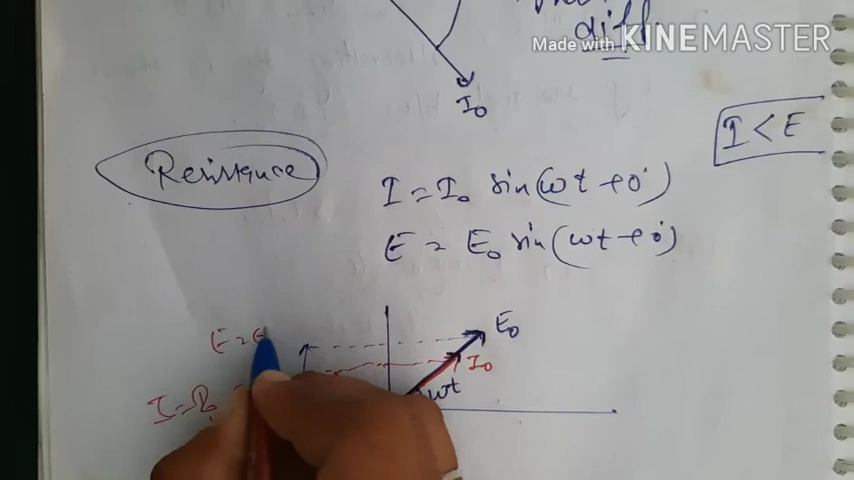 diff
Made with KINEMASTER
I₀
I < E
Resistance
I = I₀ sin(ωt + 0°)
E = E₀ sin(ωt + 0°)
E₀
E =
I₀
I =
ωt